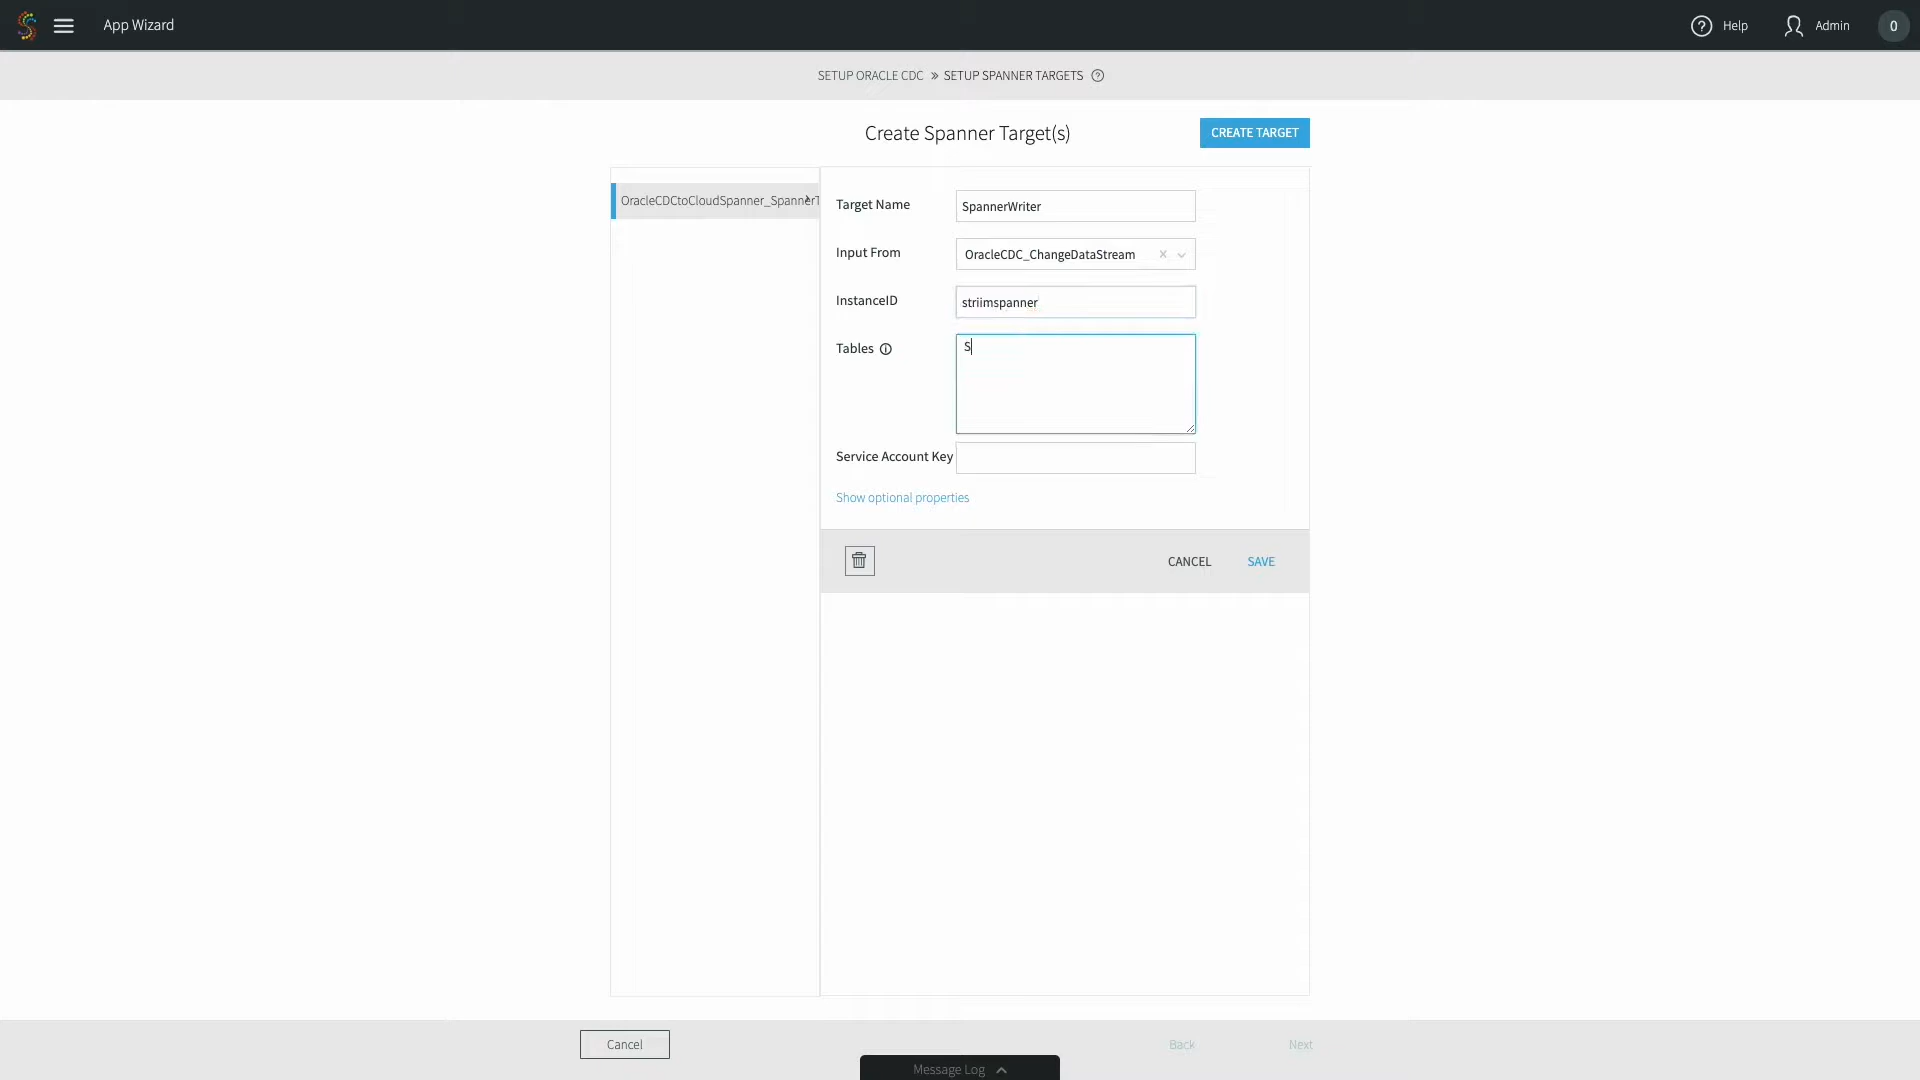 App Wizard
Help
Admin
0
SETUP ORACLE CDC » SETUP SPANNER TARGETS
Create Spanner Target(s)
CREATE TARGET
OracleCDCtoCloudSpanner_SpannerT
Target Name
SpannerWriter
Input From
OracleCDC_ChangeDataStream
InstanceID
striimspanner
Tables
S
Service Account Key
Show optional properties
CANCEL
SAVE
Cancel
Back
Next
Message Log